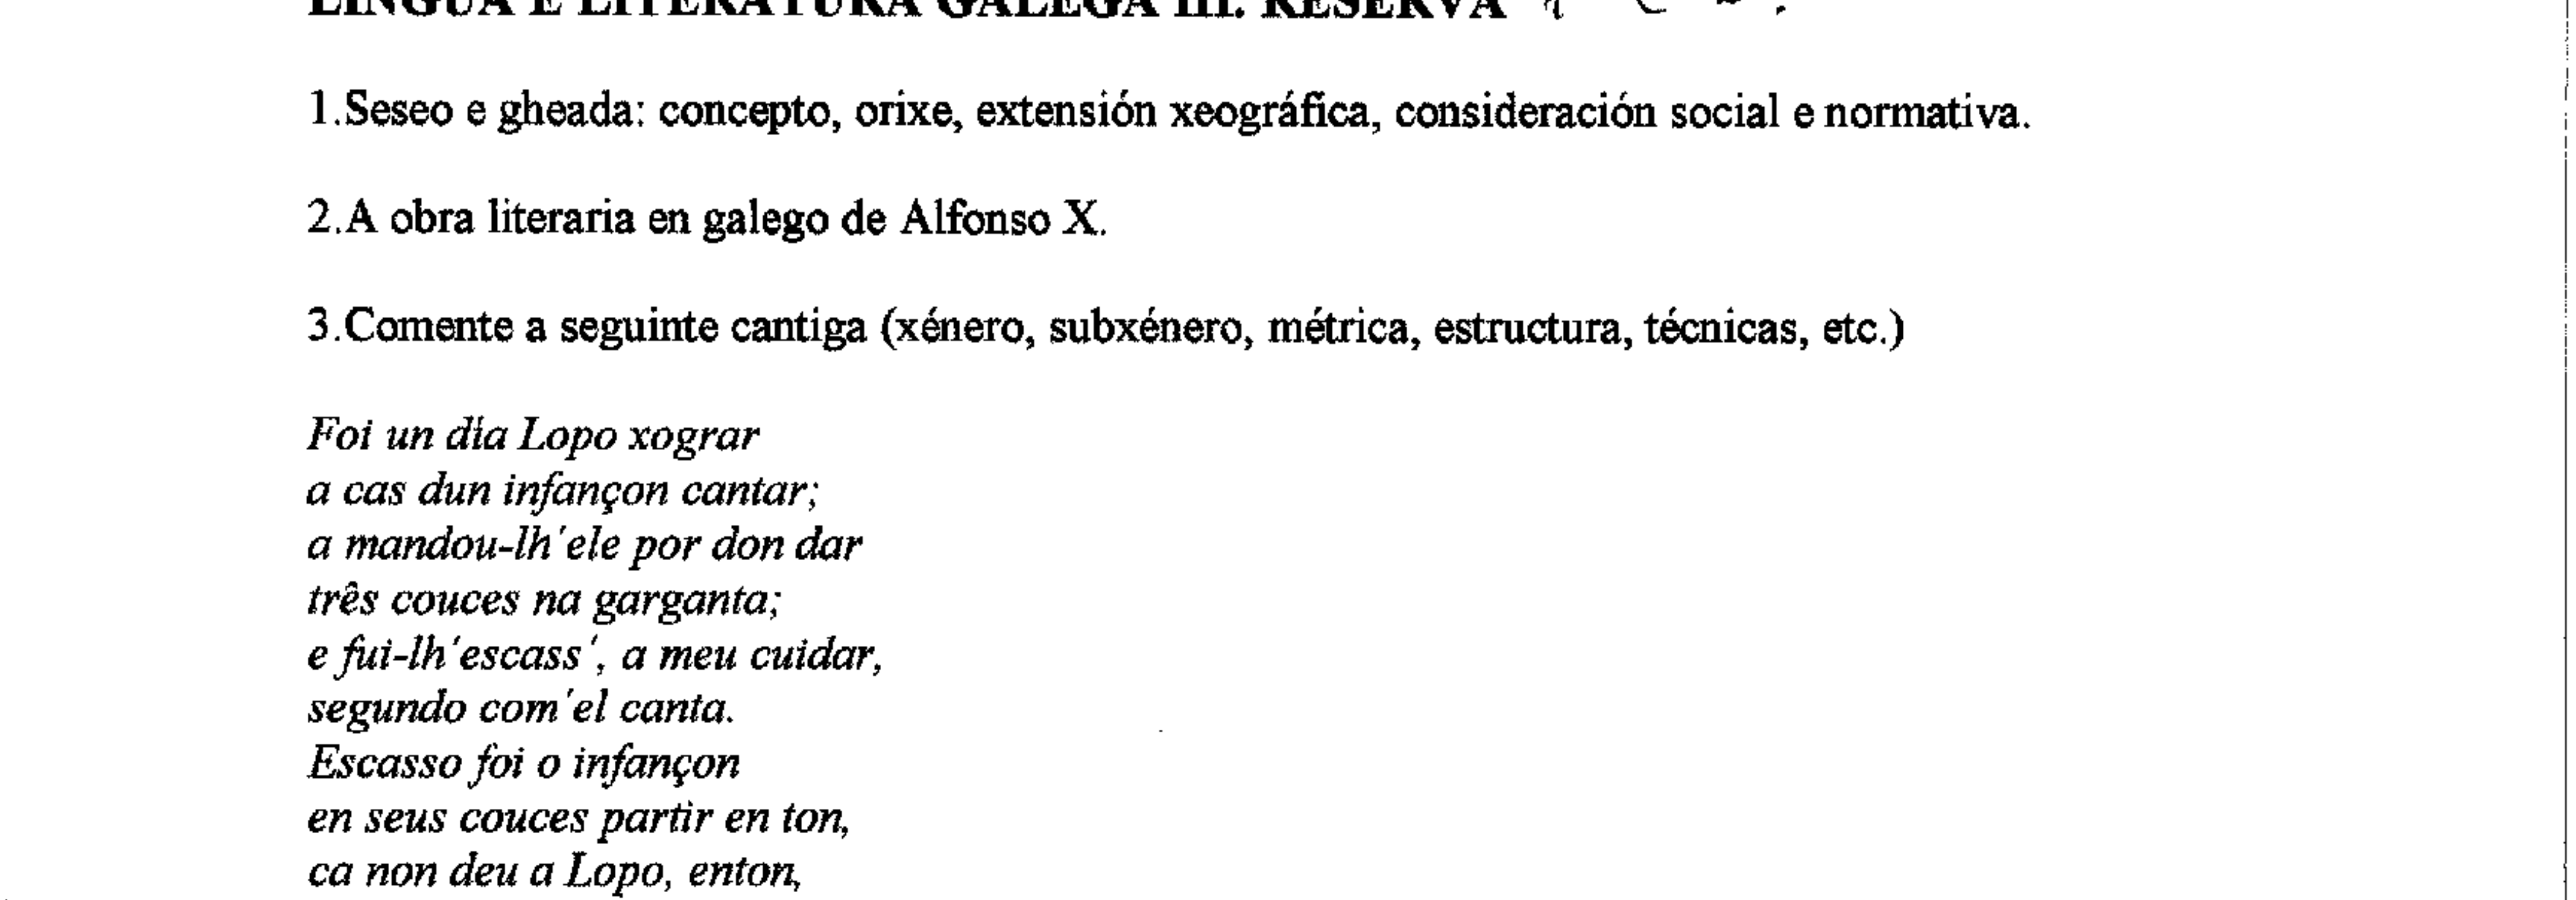 LINGUA E LITERATURA GALEGA III. RESERVA
1.Seseo e gheada: concepto, orixe, extensión xeográfica, consideración social e normativa.
2.A obra literaria en galego de Alfonso X.
3.Comente a seguinte cantiga (xénero, subxénero, métrica, estructura, técnicas, etc.)
Foi un día Lopo xograr
a cas dun infançon cantar;
a mandou-lh'ele por don dar
três couces na garganta;
e fui-lh'escass', a meu cuidar,
segundo com'el canta.
Escasso foi o infançon
en seus couces partir en ton,
ca non deu a Lopo, enton,